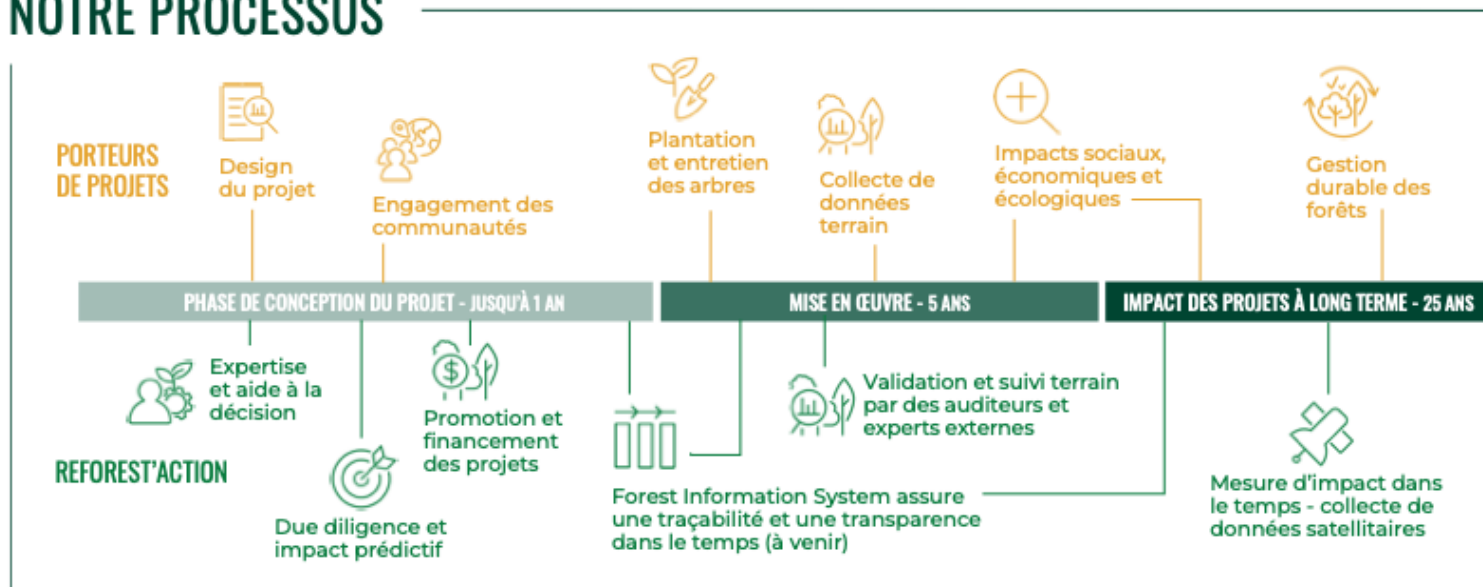 NOTRE PROCESSUS
PORTEURS
DE PROJETS
Design
du projet
Engagement des
communautés
Plantation
et entretien
des arbres
Collecte de
données
terrain
Impacts sociaux,
économiques et
écologiques
Gestion
durable des
forêts
PHASE DE CONCEPTION DU PROJET - JUSQU'À 1 AN
MISE EN ŒUVRE - 5 ANS
IMPACT DES PROJETS À LONG TERME - 25 ANS
REFOREST'ACTION
Expertise
et aide à la
décision
Due diligence et
impact prédictif
Promotion et
financement
des projets
Forest Information System assure
une traçabilité et une transparence
dans le temps (à venir)
Validation et suivi terrain
par des auditeurs et
experts externes
Mesure d'impact dans
le temps - collecte de
données satellitaires